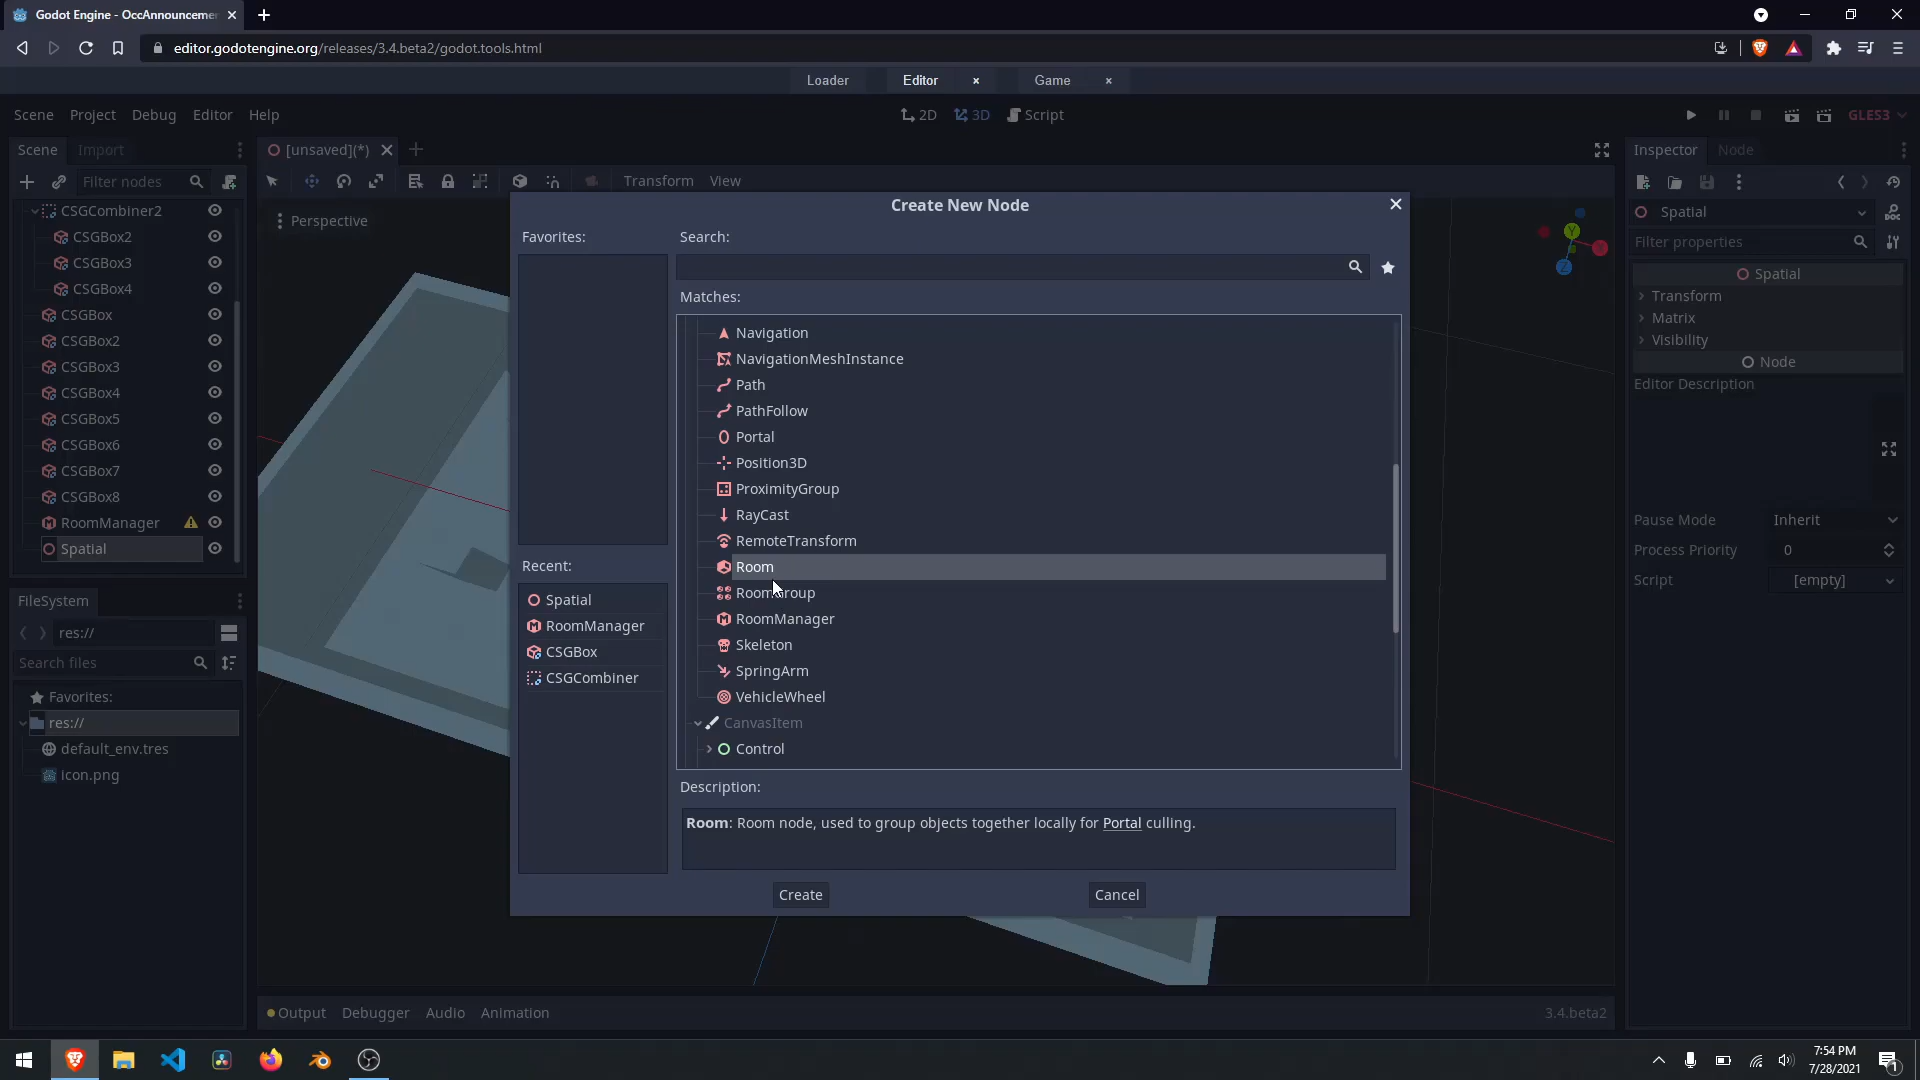 Godot Engine - OccAnnounceme
editor.godotengine.org/releases/3.4.beta2/godot.tools.html
Loader
Editor ×
Game ×
Scene Project Debug Editor Help
2D 3D Script
GLES3
Scene Import
[unsaved](*)
Inspector Node
Filter nodes
Transform View
CSGCombiner2
CSGBox2
CSGBox3
CSGBox4
CSGBox
CSGBox2
CSGBox3
CSGBox4
CSGBox5
CSGBox6
CSGBox7
CSGBox8
RoomManager
Spatial
FileSystem
res://
Search files
Favorites:
res://
default_env.tres
icon.png
Perspective
Y
X
Z
Create New Node
Favorites:
Recent:
Spatial
RoomManager
CSGBox
CSGCombiner
Search:
Matches:
Navigation
NavigationMeshInstance
Path
PathFollow
Portal
Position3D
ProximityGroup
RayCast
RemoteTransform
Room
RoomGroup
RoomManager
Skeleton
SpringArm
VehicleWheel
CanvasItem
Control
Description:
Room: Room node, used to group objects together locally for Portal culling.
Create
Cancel
Spatial
Filter properties
Spatial
Transform
Matrix
Visibility
Node
Editor Description
Pause Mode Inherit
Process Priority 0
Script [empty]
Output Debugger Audio Animation
3.4.beta2
7:54 PM
7/28/2021
1